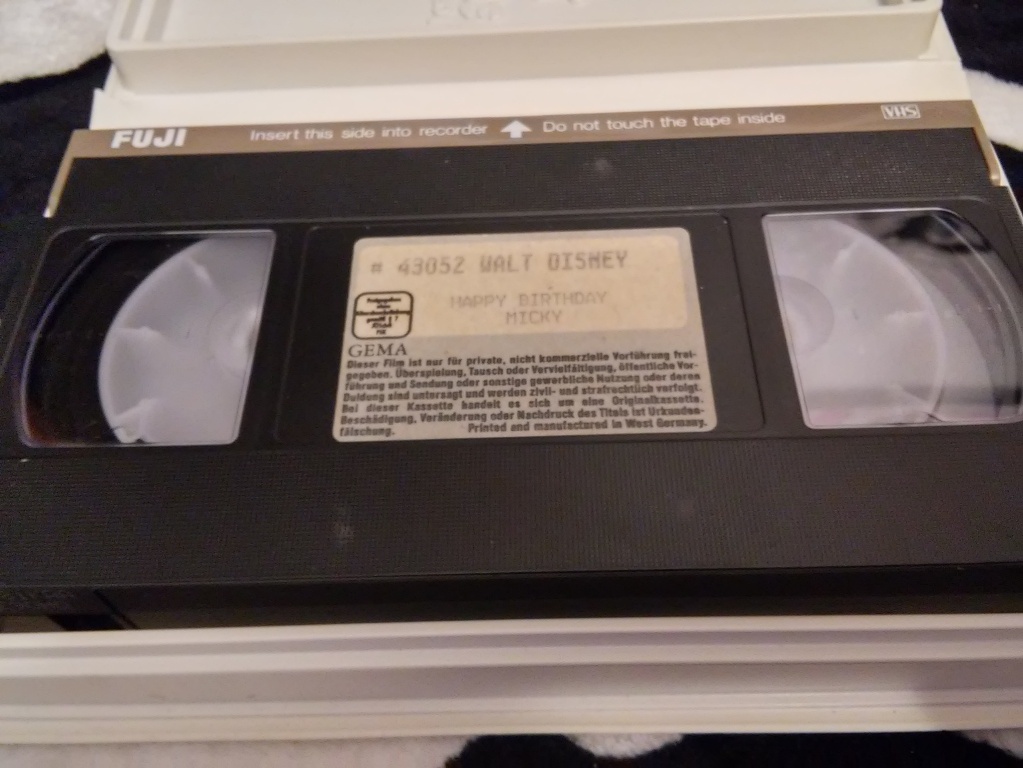 FUJI Insert this side into recorder Do not touch the tape inside VHS
# 43052 WALT DISNEY
HAPPY BIRTHDAY
MICKY
Freigegeben
GEMA
Dieser Film ist nur für private, nicht kommerzielle Vorführung frei-
gegeben. Überspielung, Tausch oder Vervielfältigung, öffentliche Vor-
führung und Sendung oder sonstige gewerbliche Nutzung oder deren
Duldung sind untersagt und werden zivil- und strafrechtlich verfolgt.
Bei dieser Kassette handelt es sich um eine Originalkassette.
Beschädigung, Veränderung oder Nachdruck des Titels ist Urkunden-
fälschung. Printed and manufactured in West Germany.